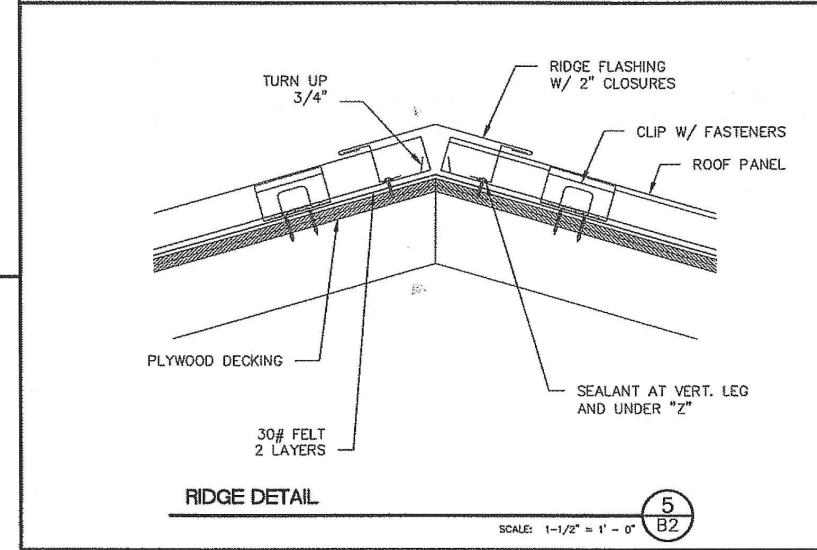 TURN UP
3/4"
RIDGE FLASHING
W/ 2" CLOSURES
CLIP W/ FASTENERS
ROOF PANEL
PLYWOOD DECKING
SEALANT AT VERT. LEG
AND UNDER "Z"
30# FELT
2 LAYERS
RIDGE DETAIL
SCALE: 1-1/2" = 1' - 0"
5
B2